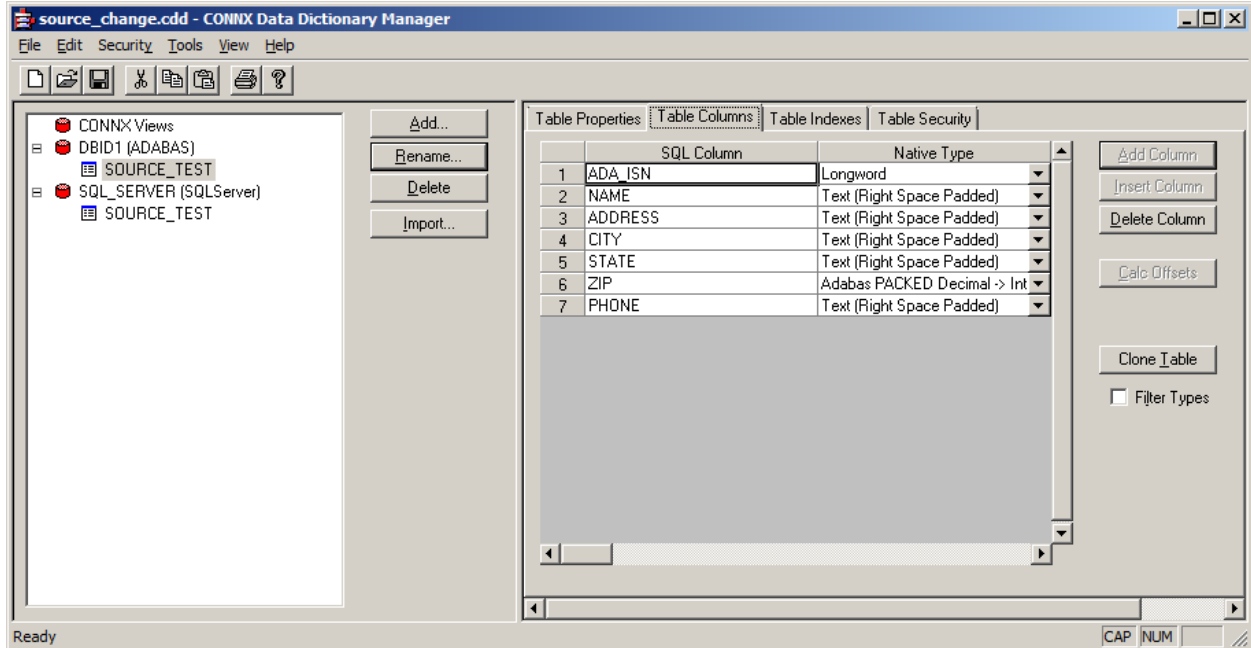 source_change.cdd - CONNX Data Dictionary Manager
File Edit Security Tools View Help
CONNX Views
DBID1 (ADABAS)
SOURCE_TEST
SQL_SERVER (SQLServer)
SOURCE_TEST
Add...
Rename...
Delete
Import...
Table Properties Table Columns Table Indexes Table Security
SQL Column Native Type
1 ADA_ISN Longword
2 NAME Text (Right Space Padded)
3 ADDRESS Text (Right Space Padded)
4 CITY Text (Right Space Padded)
5 STATE Text (Right Space Padded)
6 ZIP Adabas PACKED Decimal -> Int
7 PHONE Text (Right Space Padded)
Add Column
Insert Column
Delete Column
Calc Offsets
Clone Table
Filter Types
Ready CAP NUM